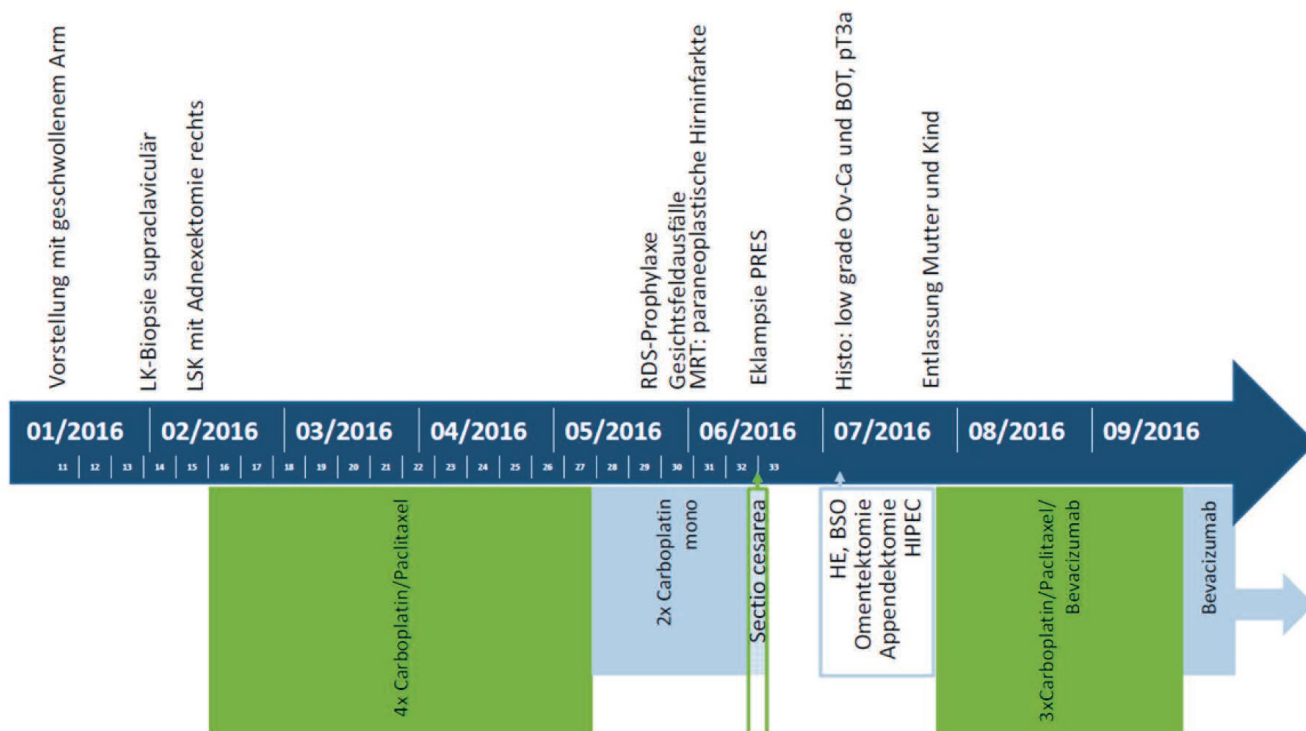 Vorstellung mit geschwollenem Arm
LK-Biopsie supraclaviculär
LSK mit Adnexektomie rechts
RDS-Prophylaxe
Gesichtsfeldausfälle
MRT: paraneoplastische Hirninfarkte
Eklampsie PRES
Histo: low grade Ov-Ca und BOT, pT3a
Entlassung Mutter und Kind
01/2016 02/2016 03/2016 04/2016 05/2016 06/2016 07/2016 08/2016 09/2016
11 12 13 14 15 16 17 18 19 20 21 22 23 24 25 26 27 28 29 30 31 32 33
4x Carboplatin/Paclitaxel
2x Carboplatin
mono
Sectio cesarea
HE, BSO
Omentektomie
Appendektomie
HIPEC
3xCarboplatin/Paclitaxel/
Bevacizumab
Bevacizumab